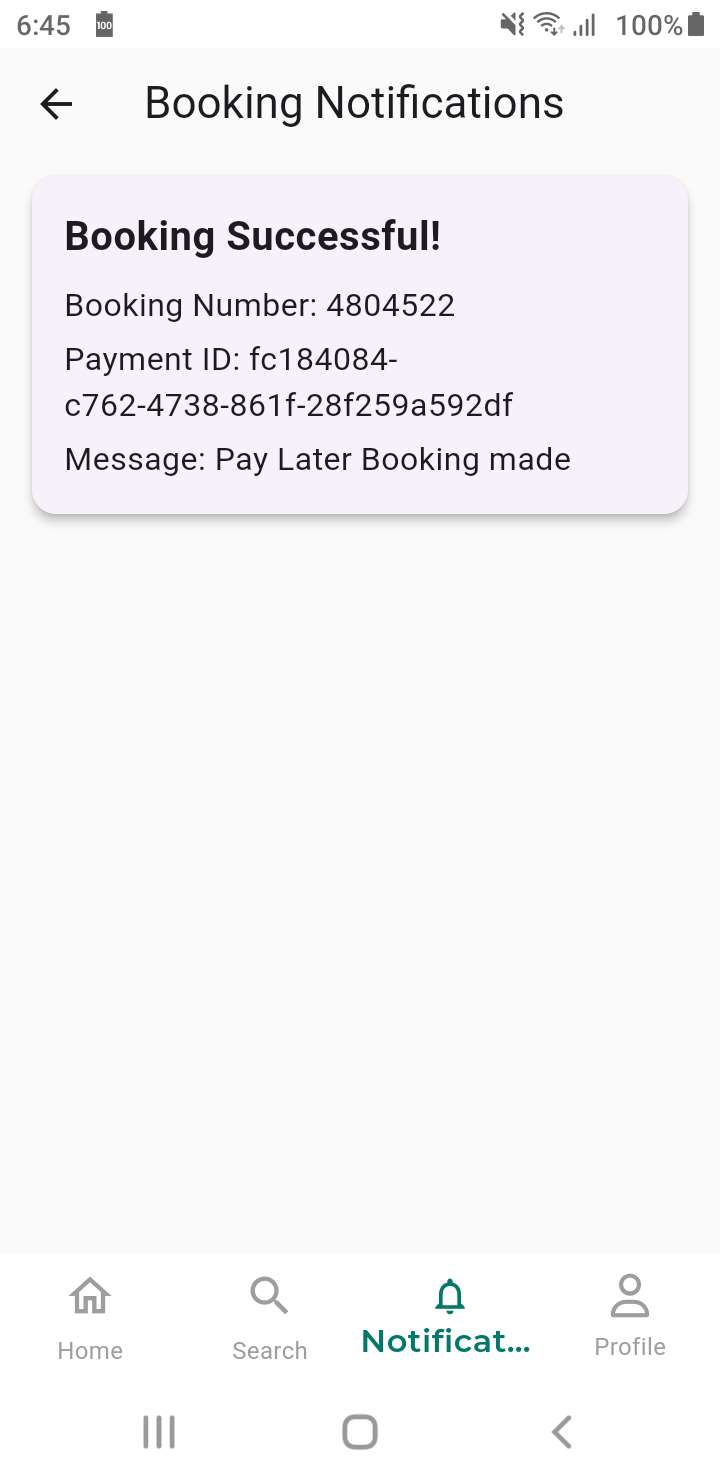 6:45 100 100%
Booking Notifications
Booking Successful!
Booking Number: 4804522
Payment ID: fc184084-
c762-4738-861f-28f259a592df
Message: Pay Later Booking made
Home Search Notificat... Profile